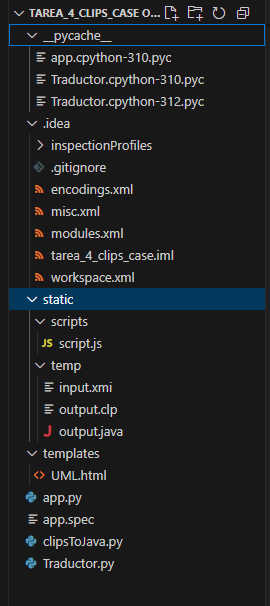 TAREA_4_CLIPS_CASE O...
__pycache__
app.cpython-310.pyc
Traductor.cpython-310.pyc
Traductor.cpython-312.pyc
.idea
inspectionProfiles
.gitignore
encodings.xml
misc.xml
modules.xml
tarea_4_clips_case.iml
workspace.xml
static
scripts
JS script.js
temp
input.xmi
output.clp
J output.java
templates
<> UML.html
app.py
app.spec
clipsToJava.py
Traductor.py